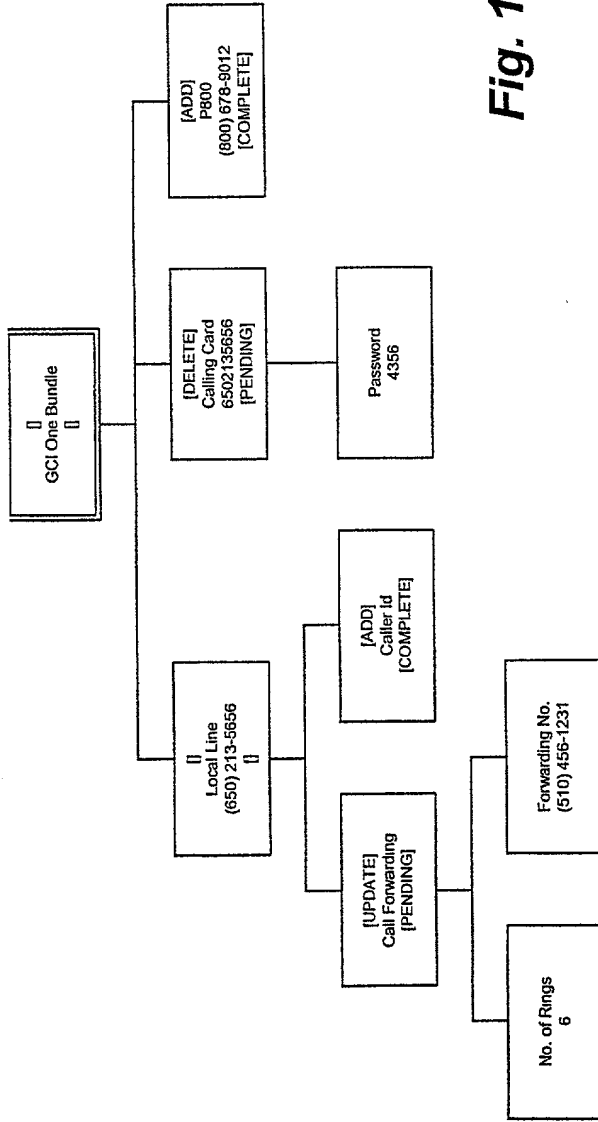 []
GCI One Bundle
[]
[]
Local Line
(650) 213-5656
[]
[DELETE]
Calling Card
6502135656
[PENDING]
[ADD]
P800
(800) 678-9012
[COMPLETE]
[UPDATE]
Call Forwarding
[PENDING]
[ADD]
Caller Id
[COMPLETE]
Password
4356
No. of Rings
6
Forwarding No.
(510) 456-1231
Fig. 1